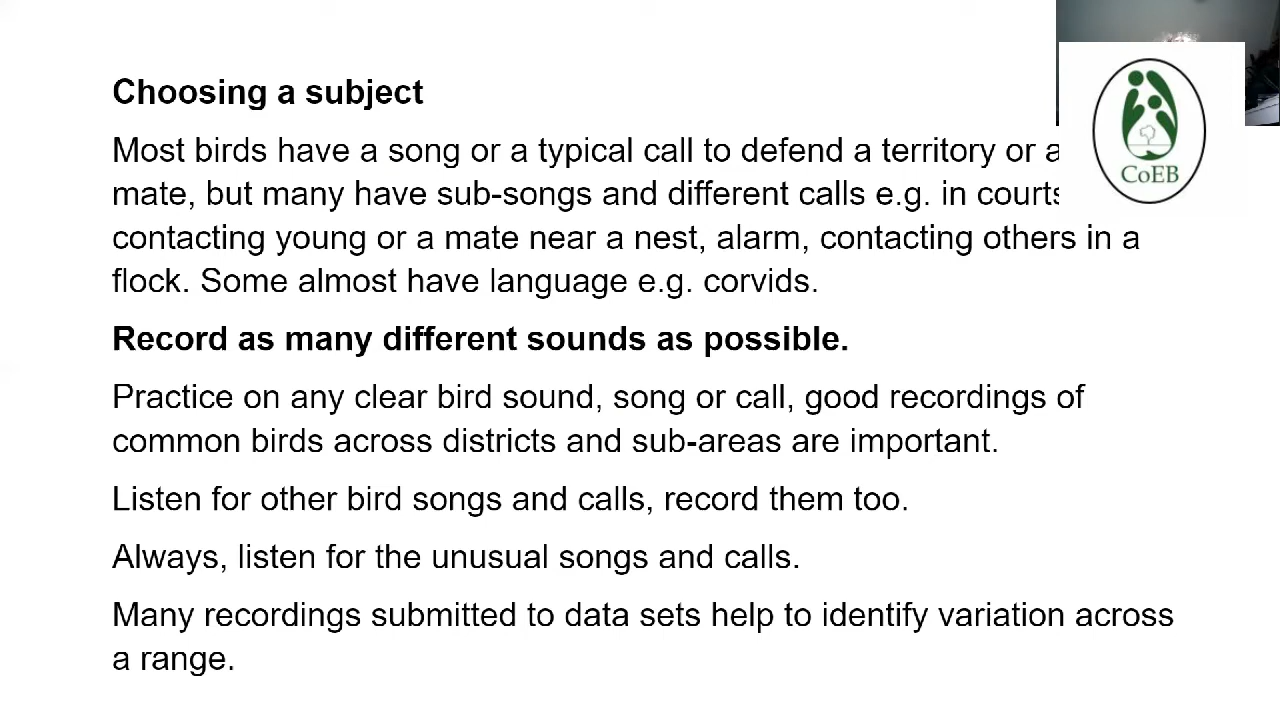 Choosing a subject
Most birds have a song or a typical call to defend a territory or a
mate, but many have sub-songs and different calls e.g. in
contacting young or a mate near a nest, alarm, contacting others in a
flock. Some almost have language e.g. corvids.
Record as many different sounds as possible.
Practice on any clear bird sound, song or call, good recordings of
common birds across districts and sub-areas are important.
Listen for other bird songs and calls, record them too.
Always, listen for the unusual songs and calls.
Many recordings submitted to data sets help to identify variation across
a range.
CoEB